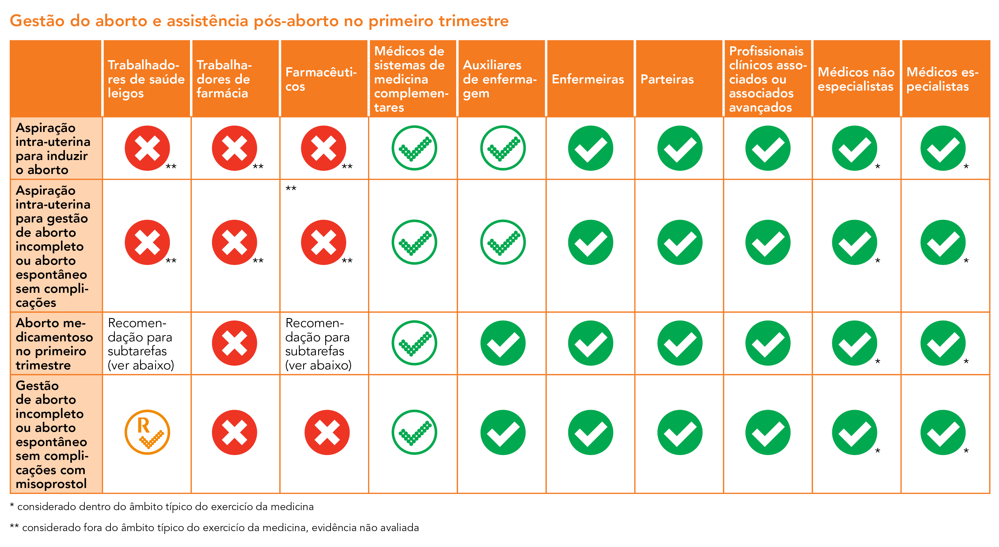 Gestão do aborto e assistência pós-aborto no primeiro trimestre
Trabalhado-
res de saúde
leigos
Trabalha-
dores de
farmácia
Farmacêuti-
cos
Médicos de
sistemas de
medicina
complemen-
tares
Auxiliares
de enferma-
gem
Enfermeiras
Parteiras
Profissionais
clínicos asso-
ciados ou
associados
avançados
Médicos não
especialistas
Médicos es-
pecialistas
Aspiração
intra-uterina
para induzir
o aborto
**
**
**
*
*
Aspiração
intra-uterina
para gestão
de aborto
incompleto
ou aborto
espontâneo
sem compli-
cações
**
**
**
**
*
*
Aborto me-
dicamentoso
no primeiro
trimestre
Recomen-
dação para
subtarefas
(ver abaixo)
Recomen-
dação para
subtarefas
(ver abaixo)
*
*
Gestão
de aborto
incompleto
ou aborto
espontâneo
sem compli-
cações com
misoprostol
R
*
*
* considerado dentro do âmbito típico do exercicío da medicina
** considerado fora do âmbito típico do exercicío da medicina, evidência não avaliada